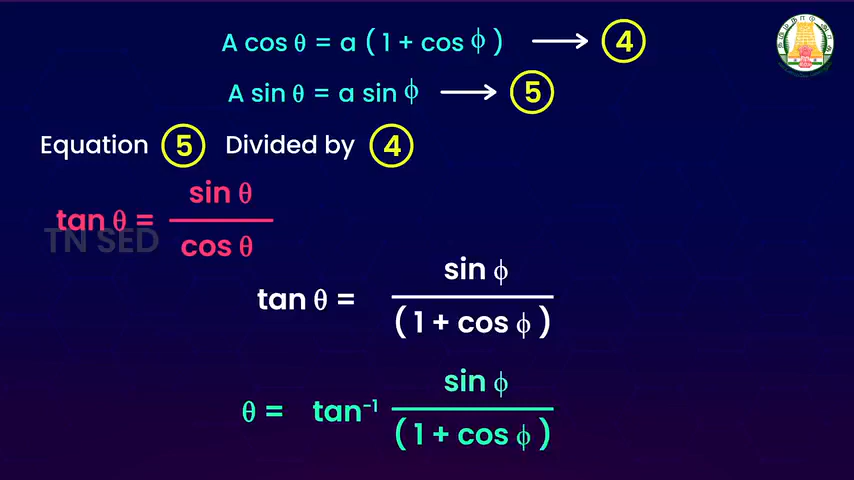 A cos θ = a ( 1 + cos ϕ ) ⟶ 4
A sin θ = a sin ϕ ⟶ 5
Equation 5 Divided by 4
tan θ = sin θ / cos θ
TN SED
tan θ = sin ϕ / ( 1 + cos ϕ )
θ = tan⁻¹ sin ϕ / ( 1 + cos ϕ )